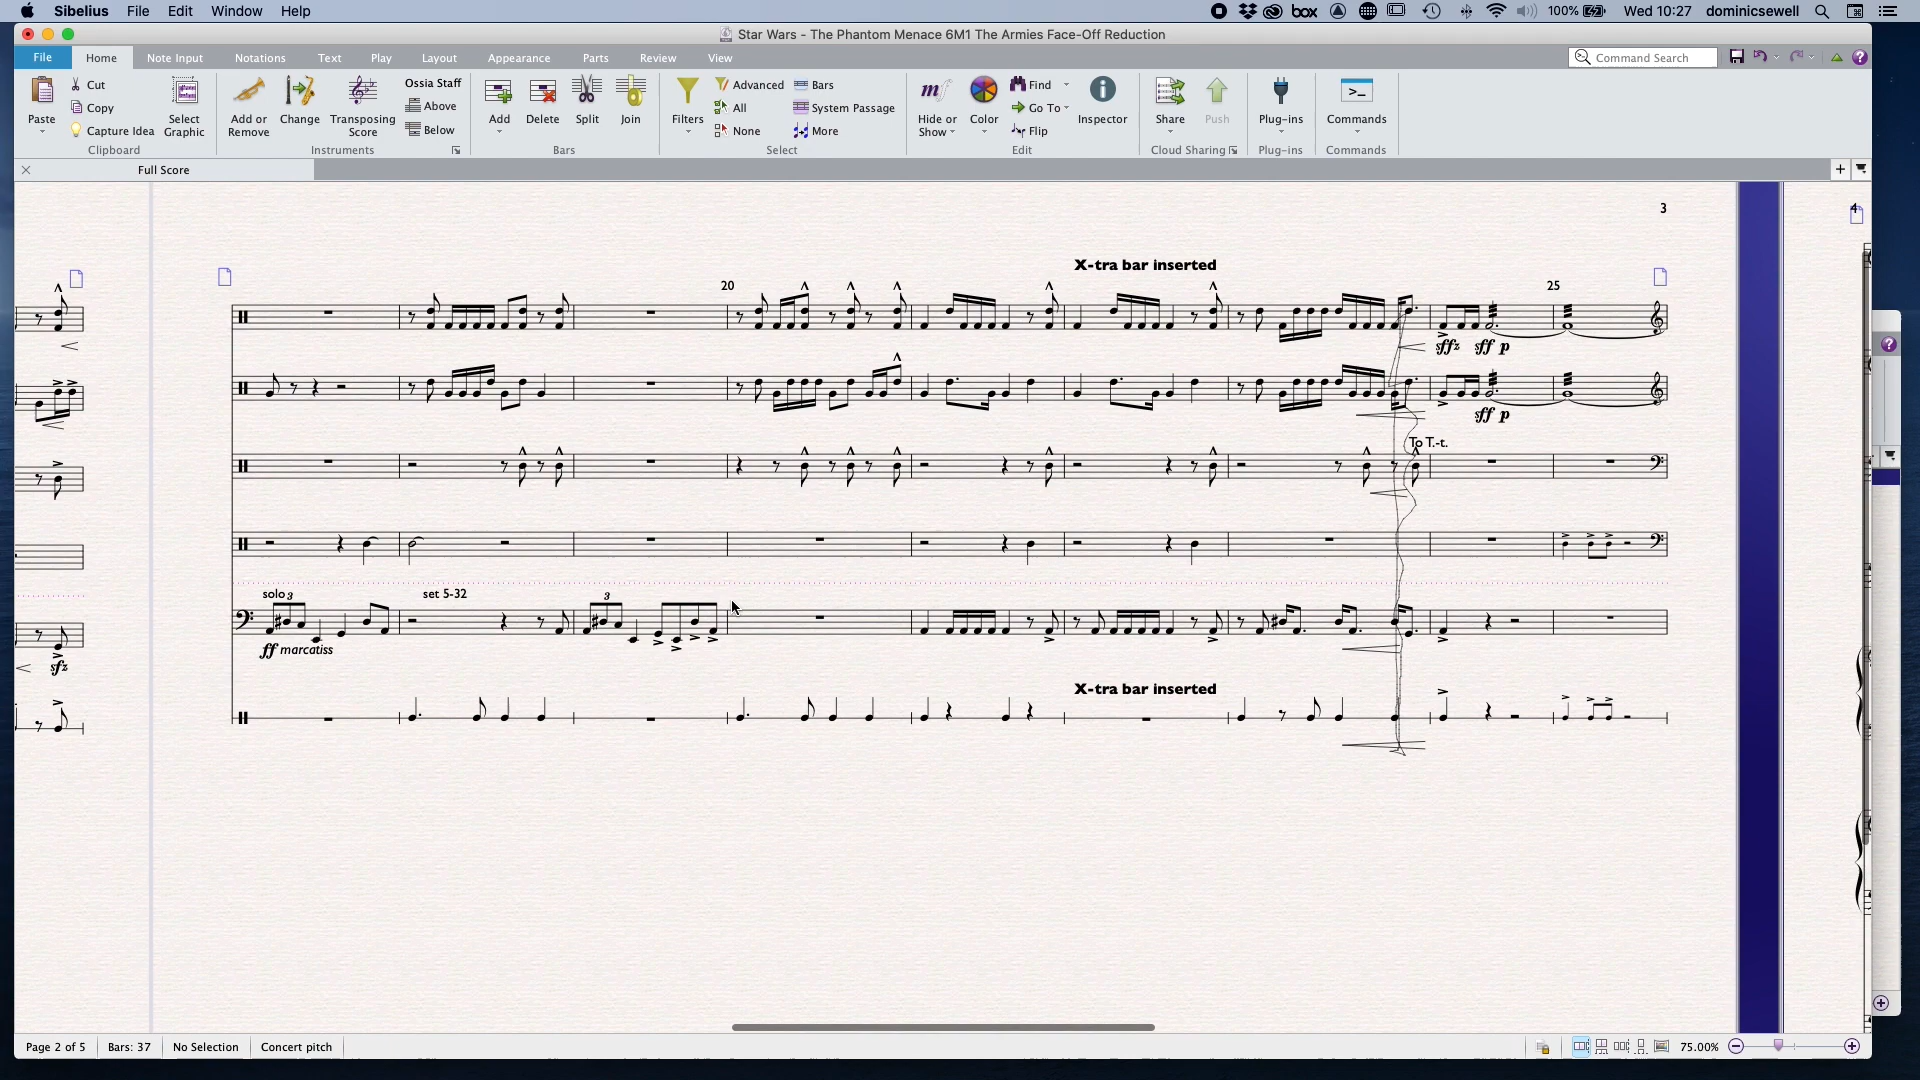 Sibelius File Edit Window Help
box 100% Wed 10:27 dominicsewell
Star Wars - The Phantom Menace 6M1 The Armies Face-Off Reduction
File Home Note Input Notations Text Play Layout Appearance Parts Review View Command Search
Paste Cut Copy Capture Idea Select Graphic
Clipboard
Add or Remove Change Transposing Score Ossia Staff Above Below
Instruments
Add Delete Split Join
Bars
Filters Advanced All None Bars System Passage More
Select
mf Hide or Show Color Find Go To Flip Inspector
Edit
Share Push
Cloud Sharing
Plug-ins
Plug-ins
Commands
Commands
Full Score
3
4
X-tra bar inserted
20
25
sffz sff p
sff p
To T.-t.
solo 3
set 5-32
3
ff marcatiss
sfz
X-tra bar inserted
Page 2 of 5 Bars: 37 No Selection Concert pitch 75.00%